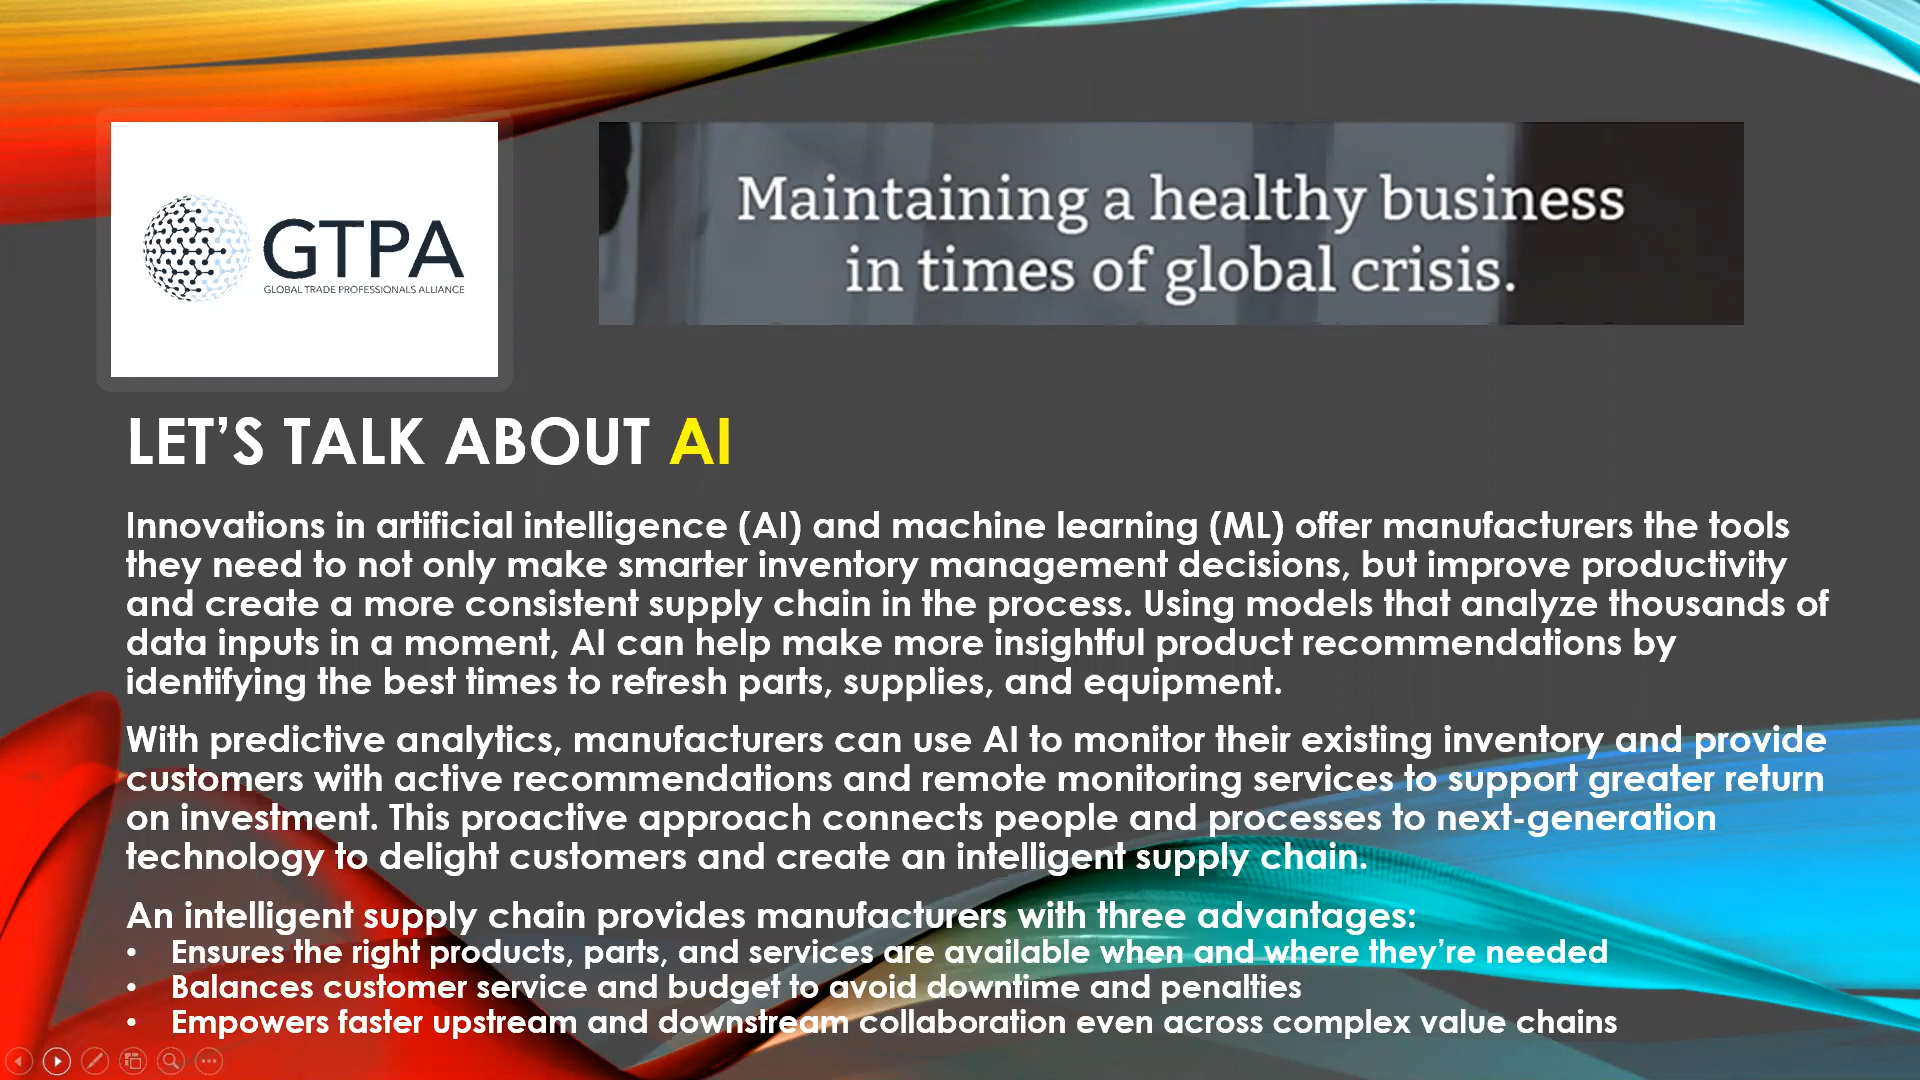 GTPA
GLOBAL TRADE PROFESSIONALS ALLIANCE
Maintaining a healthy business
in times of global crisis.
LET’S TALK ABOUT AI
Innovations in artificial intelligence (AI) and machine learning (ML) offer manufacturers the tools
they need to not only make smarter inventory management decisions, but improve productivity
and create a more consistent supply chain in the process. Using models that analyze thousands of
data inputs in a moment, AI can help make more insightful product recommendations by
identifying the best times to refresh parts, supplies, and equipment.
With predictive analytics, manufacturers can use AI to monitor their existing inventory and provide
customers with active recommendations and remote monitoring services to support greater return
on investment. This proactive approach connects people and processes to next-generation
technology to delight customers and create an intelligent supply chain.
An intelligent supply chain provides manufacturers with three advantages:
• Ensures the right products, parts, and services are available when and where they’re needed
• Balances customer service and budget to avoid downtime and penalties
• Empowers faster upstream and downstream collaboration even across complex value chains